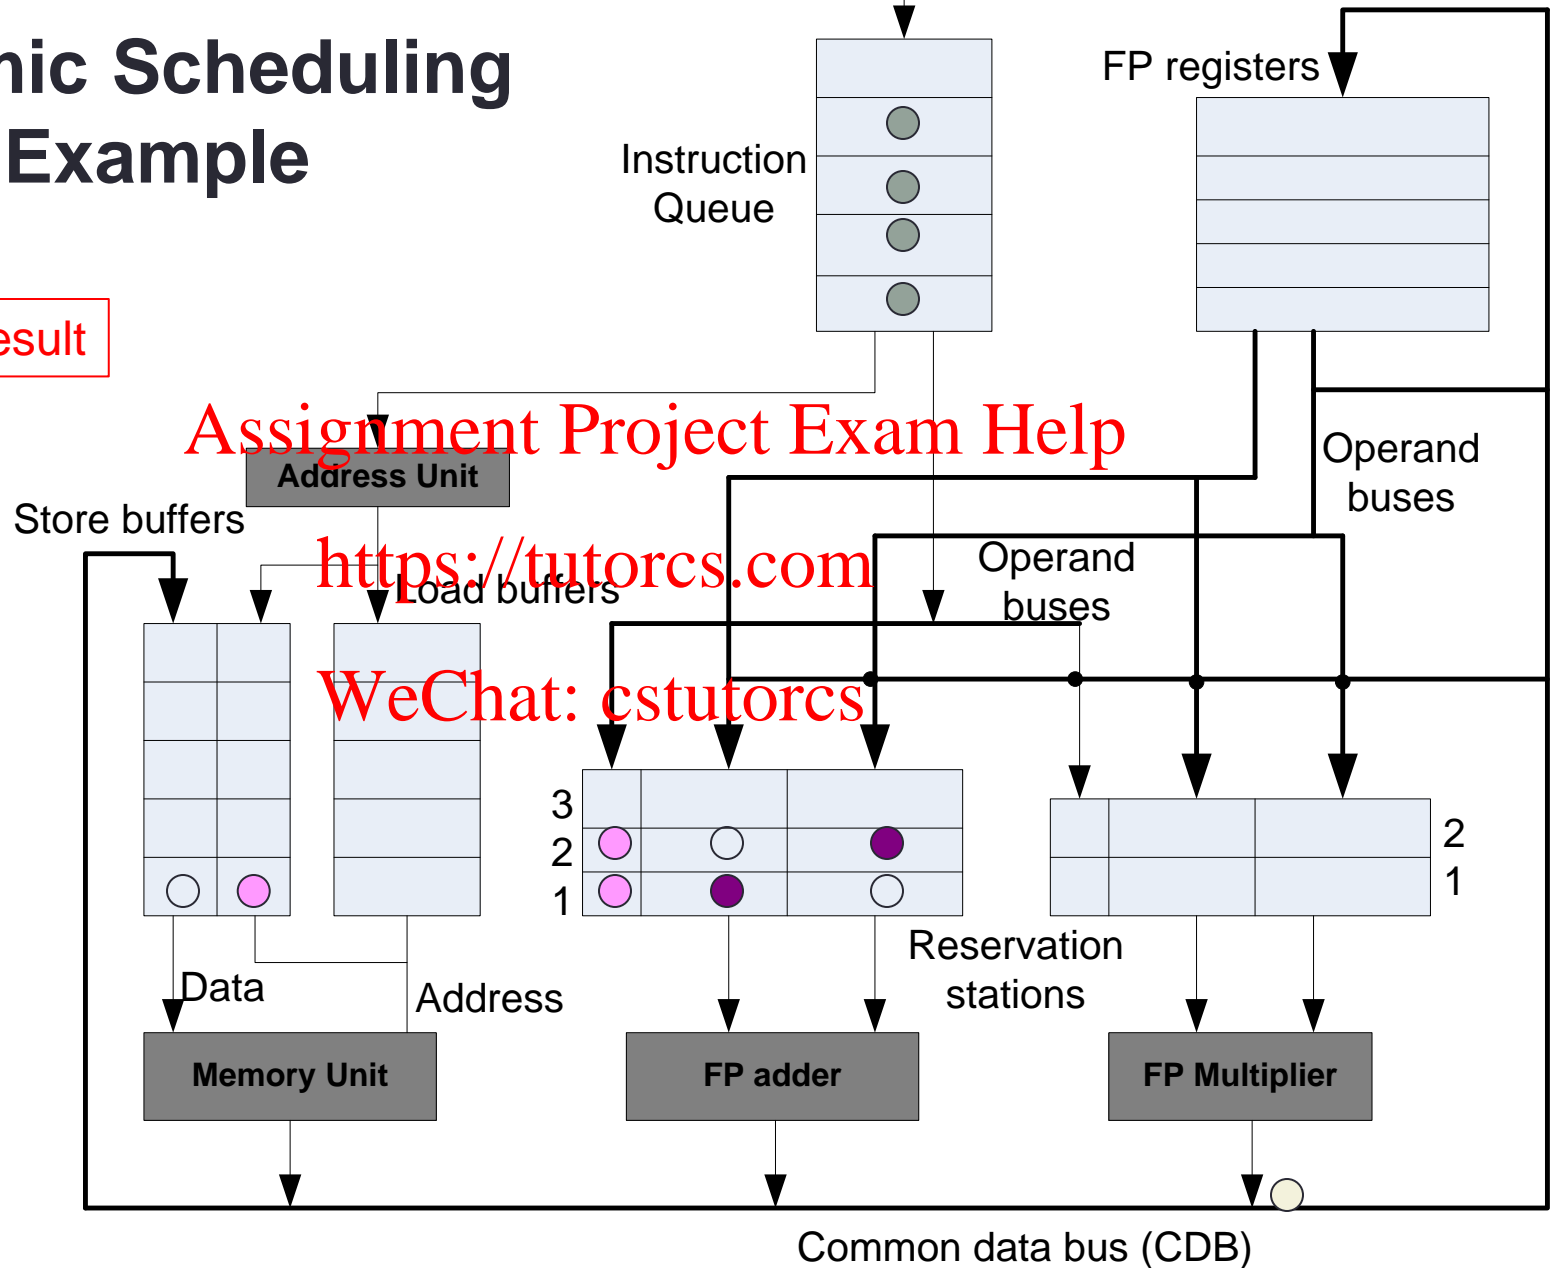 nic Scheduling
Example
esult
FP registers
Instruction
Queue
Assignment Project Exam Help
Address Unit
Operand
buses
Store buffers
https://tutorcs.com
Load buffers
Operand
buses
WeChat: cstutorcs
3
2
1
2
1
Reservation
stations
Data
Address
Memory Unit
FP adder
FP Multiplier
Common data bus (CDB)